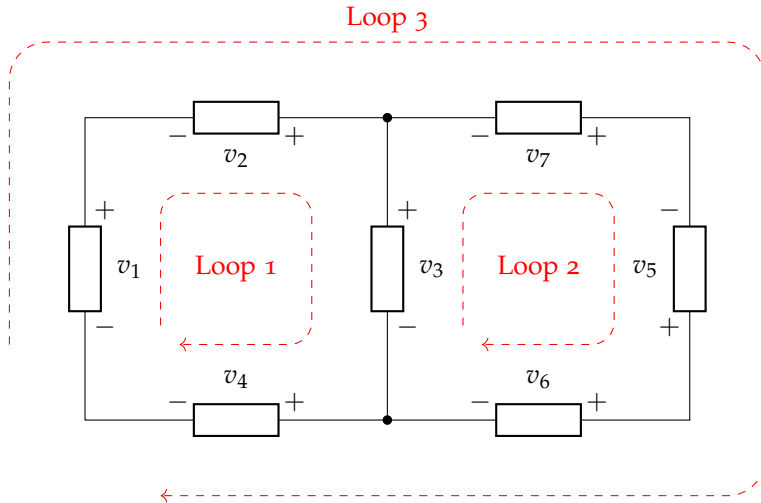 Loop 3
− + − +
v₂ v₇
+ + −
v₁ Loop 1 v₃ Loop 2 v₅
− − +
v₄ v₆
− + − +